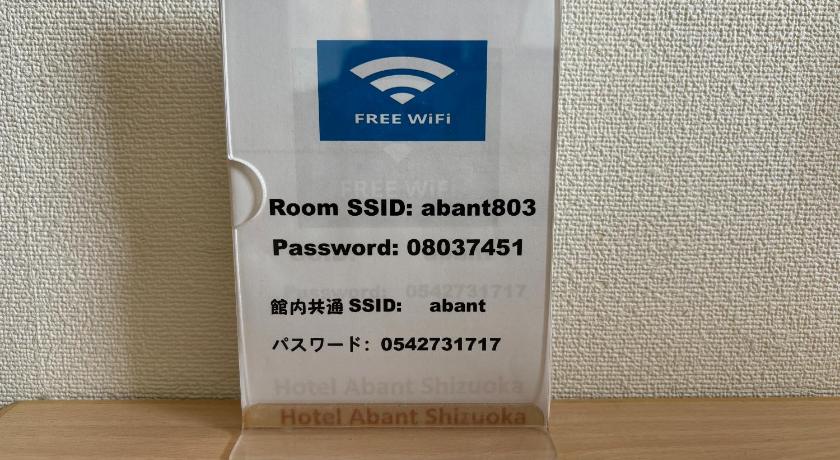 FREE WiFi
Room SSID: abant803
Password: 08037451
館内共通 SSID: abant
パスワード: 0542731717
Hotel Abant Shizuoka